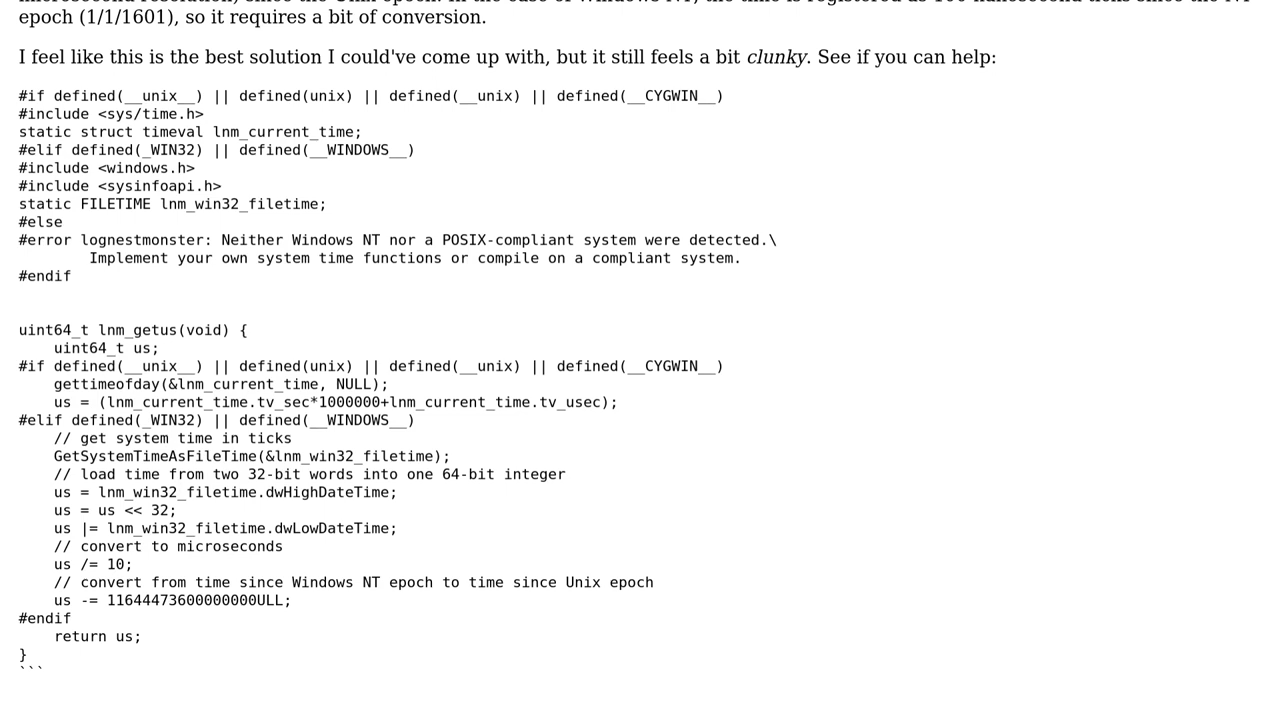 epoch (1/1/1601), so it requires a bit of conversion.
I feel like this is the best solution I could've come up with, but it still feels a bit clunky. See if you can help:
#if defined(__unix__) || defined(unix) || defined(__unix) || defined(__CYGWIN__)
#include <sys/time.h>
static struct timeval lnm_current_time;
#elif defined(_WIN32) || defined(__WINDOWS__)
#include <windows.h>
#include <sysinfoapi.h>
static FILETIME lnm_win32_filetime;
#else
#error lognestmonster: Neither Windows NT nor a POSIX-compliant system were detected.\
        Implement your own system time functions or compile on a compliant system.
#endif
uint64_t lnm_getus(void) {
    uint64_t us;
#if defined(__unix__) || defined(unix) || defined(__unix) || defined(__CYGWIN__)
    gettimeofday(&lnm_current_time, NULL);
    us = (lnm_current_time.tv_sec*1000000+lnm_current_time.tv_usec);
#elif defined(_WIN32) || defined(__WINDOWS__)
    // get system time in ticks
    GetSystemTimeAsFileTime(&lnm_win32_filetime);
    // load time from two 32-bit words into one 64-bit integer
    us = lnm_win32_filetime.dwHighDateTime;
    us = us << 32;
    us |= lnm_win32_filetime.dwLowDateTime;
    // convert to microseconds
    us /= 10;
    // convert from time since Windows NT epoch to time since Unix epoch
    us -= 11644473600000000ULL;
#endif
    return us;
}
```